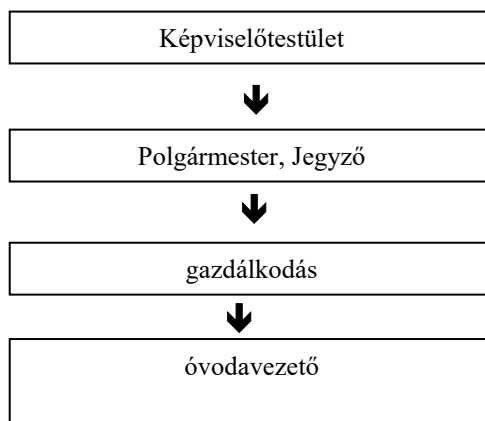 Képviselőtestület
Polgármester, Jegyző
gazdálkodás
óvodavezető